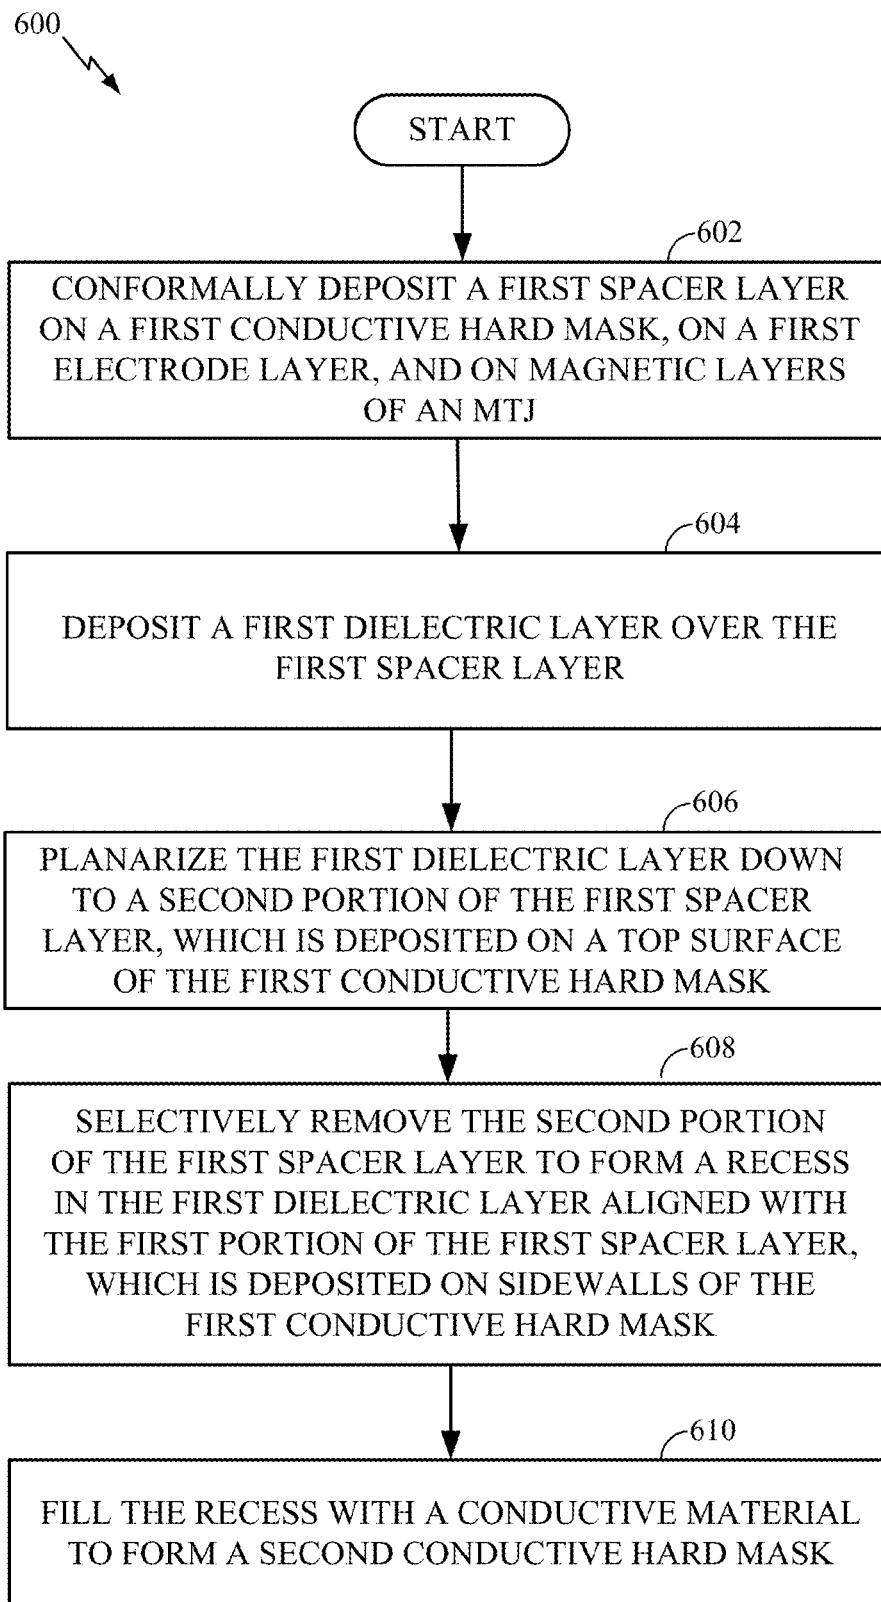 600
START
602
CONFORMALLY DEPOSIT A FIRST SPACER LAYER
ON A FIRST CONDUCTIVE HARD MASK, ON A FIRST
ELECTRODE LAYER, AND ON MAGNETIC LAYERS
OF AN MTJ
604
DEPOSIT A FIRST DIELECTRIC LAYER OVER THE
FIRST SPACER LAYER
606
PLANARIZE THE FIRST DIELECTRIC LAYER DOWN
TO A SECOND PORTION OF THE FIRST SPACER
LAYER, WHICH IS DEPOSITED ON A TOP SURFACE
OF THE FIRST CONDUCTIVE HARD MASK
608
SELECTIVELY REMOVE THE SECOND PORTION
OF THE FIRST SPACER LAYER TO FORM A RECESS
IN THE FIRST DIELECTRIC LAYER ALIGNED WITH
THE FIRST PORTION OF THE FIRST SPACER LAYER,
WHICH IS DEPOSITED ON SIDEWALLS OF THE
FIRST CONDUCTIVE HARD MASK
610
FILL THE RECESS WITH A CONDUCTIVE MATERIAL
TO FORM A SECOND CONDUCTIVE HARD MASK